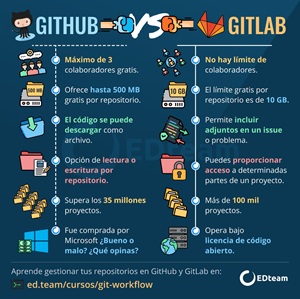 GITHUB VS GITLAB
Máximo de 3
colaboradores gratis.
No hay límite de
colaboradores.
500 MB
Ofrece hasta 500 MB
gratis por repositorio.
10 GB
El límite gratis por
repositorio es de 10 GB.
El código se puede
descargar como
archivo.
Permite incluir
adjuntos en un issue
o problema.
Opción de lectura o
escritura por
repositorio.
Puedes proporcionar
acceso a determinadas
partes de un proyecto.
Supera los 35 millones
proyectos.
Más de 100 mil
proyectos.
Fue comprada por
Microsoft ¿Bueno o
malo? ¿Qué opinas?
Opera bajo
licencia de código
abierto.
EDteam
Aprende gestionar tus repositorios en GitHub y GitLab en:
ed.team/cursos/git-workflow
EDteam